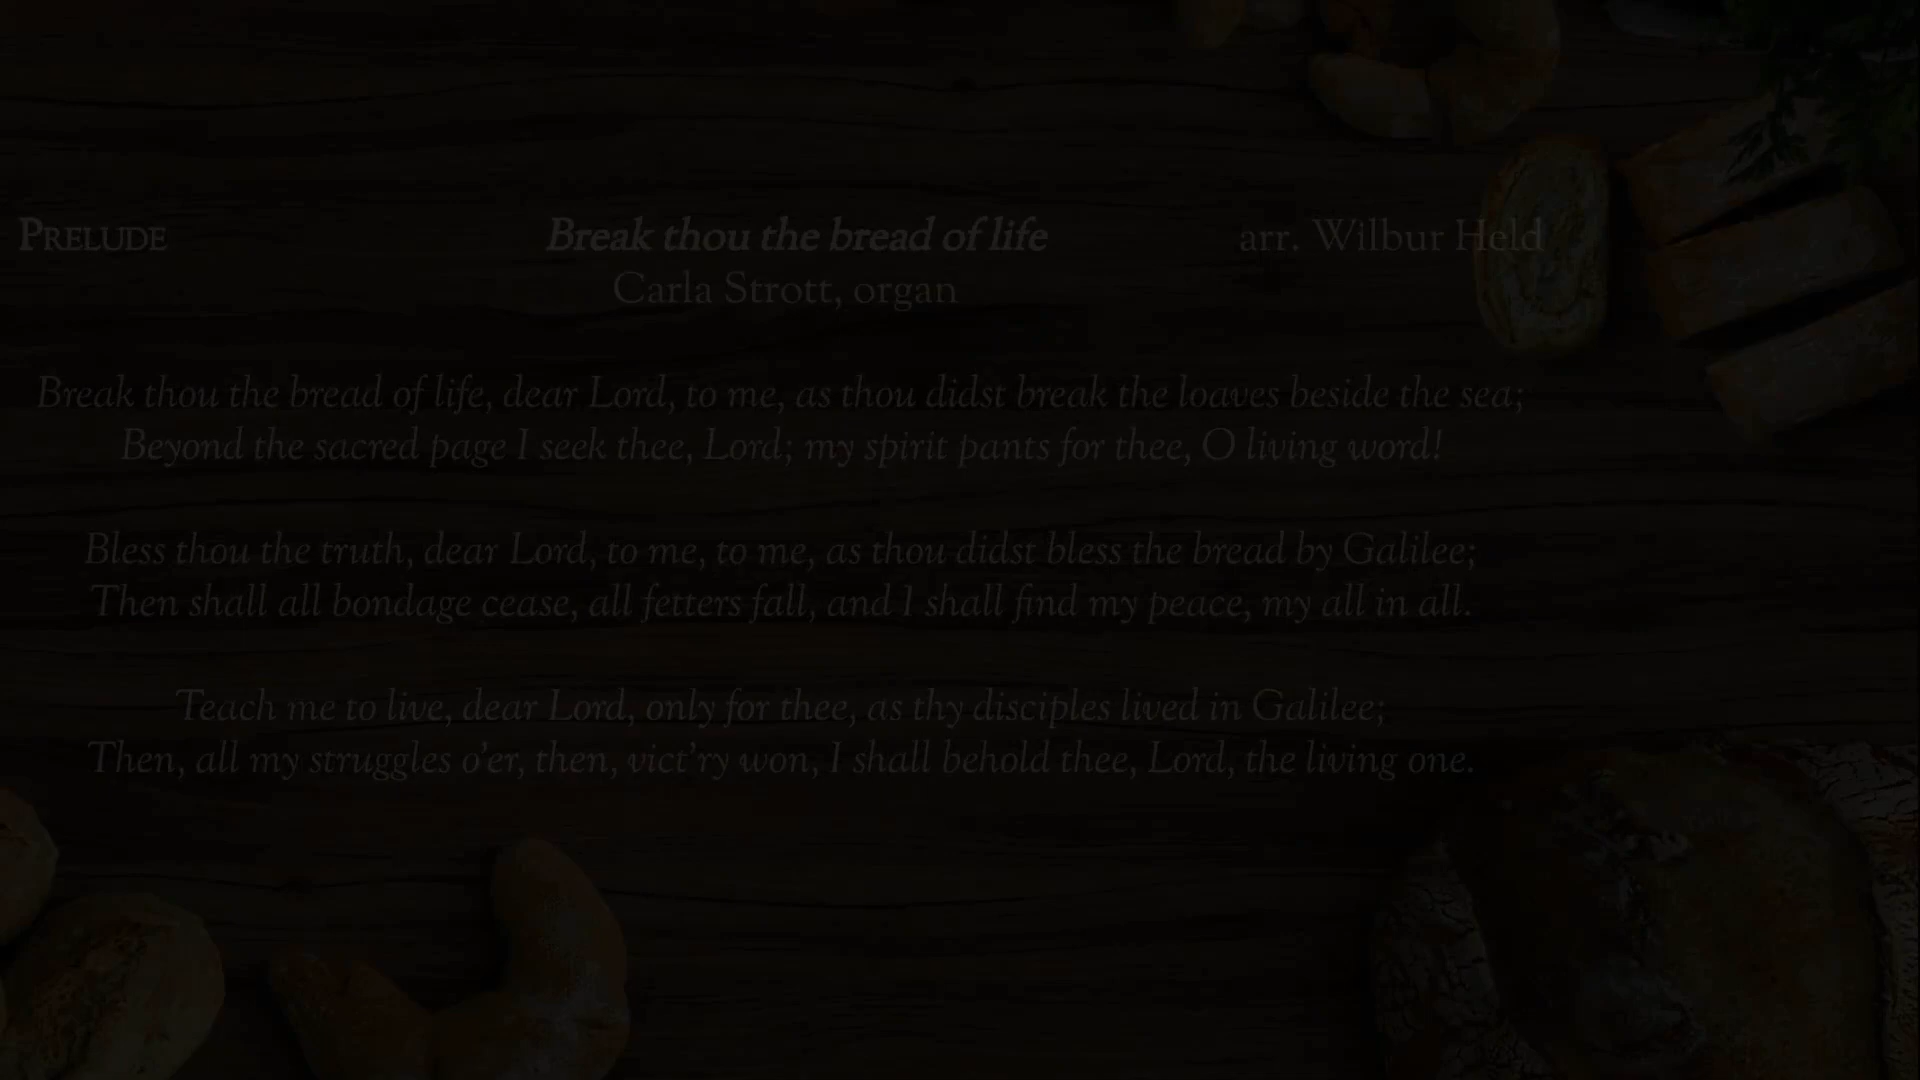 PRELUDE Break thou the bread of life arr. Wilbur Held
Carla Strott, organ
Break thou the bread of life, dear Lord, to me, as thou didst break the loaves beside the sea;
Beyond the sacred page I seek thee, Lord; my spirit pants for thee, O living word!
Bless thou the truth, dear Lord, to me, to me, as thou didst bless the bread by Galilee;
Then shall all bondage cease, all fetters fall, and I shall find my peace, my all in all.
Teach me to live, dear Lord, only for thee, as thy disciples lived in Galilee;
Then, all my struggles o'er, then, vict'ry won, I shall behold thee, Lord, the living one.